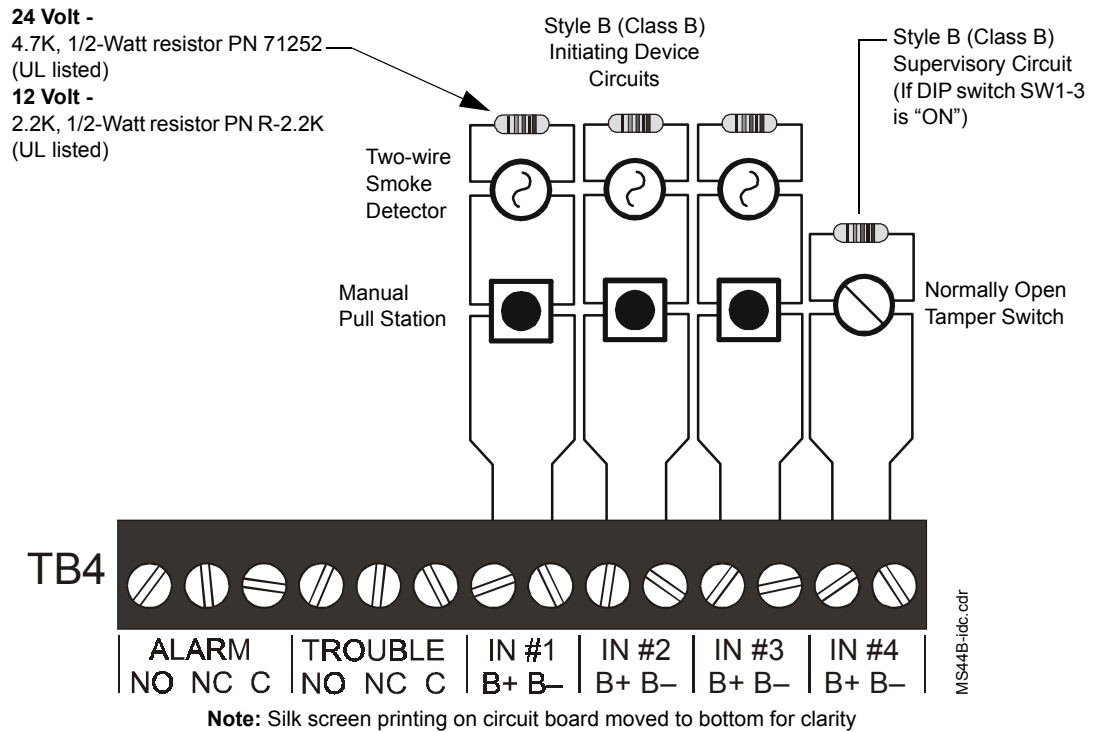 24 Volt -
4.7K, 1/2-Watt resistor PN 71252
(UL listed)
12 Volt -
2.2K, 1/2-Watt resistor PN R-2.2K
(UL listed)
Style B (Class B)
Initiating Device
Circuits
Style B (Class B)
Supervisory Circuit
(If DIP switch SW1-3
is “ON”)
Two-wire
Smoke
Detector
Manual
Pull Station
Normally Open
Tamper Switch
TB4
ALARM TROUBLE IN #1 IN #2 IN #3 IN #4
NO NC C NO NC C B+ B– B+ B– B+ B– B+ B–
MS44B-idc.cdr
Note: Silk screen printing on circuit board moved to bottom for clarity